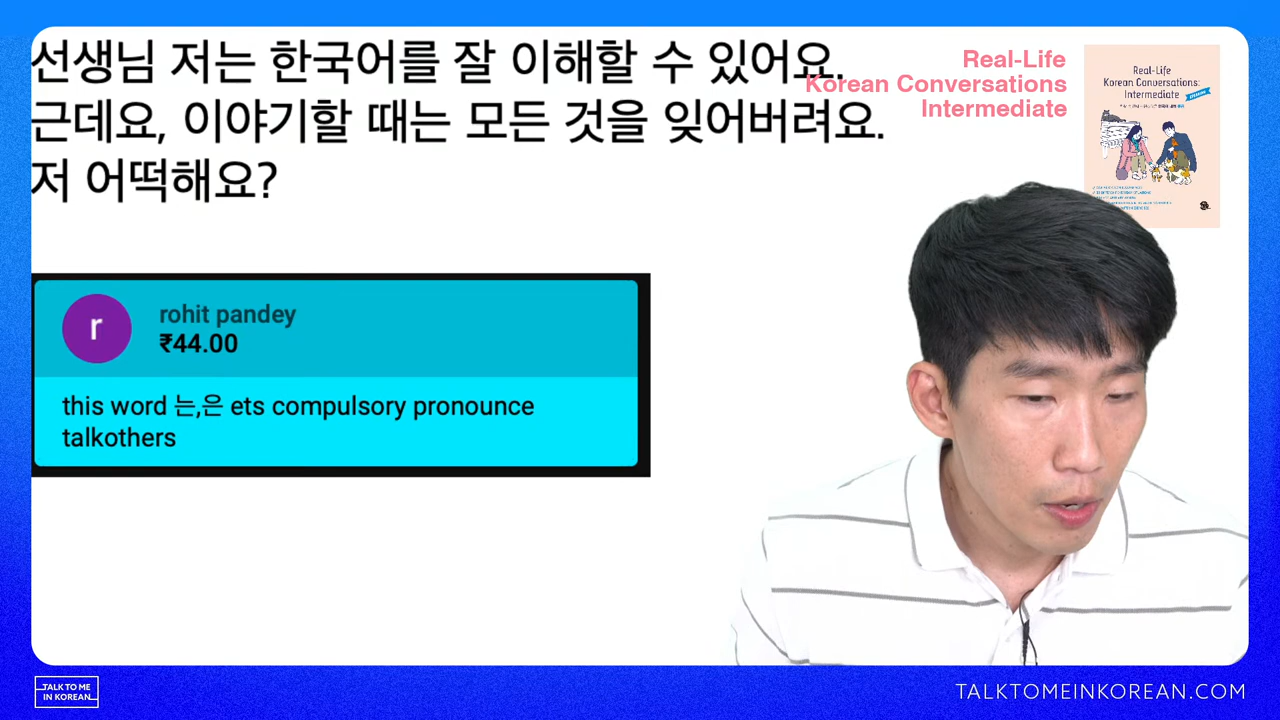 선생님 저는 한국어를 잘 이해할 수 있어요.
근데요, 이야기할 때는 모든 것을 잊어버려요.
저 어떡해요?
Real-Life
Korean Conversations
Intermediate
Real-Life
Korean Conversations:
Intermediate
r
rohit pandey
₹44.00
this word 는,은 ets compulsory pronounce
talkothers
TALK TO ME
IN KOREAN
TALKTOMEINKOREAN.COM